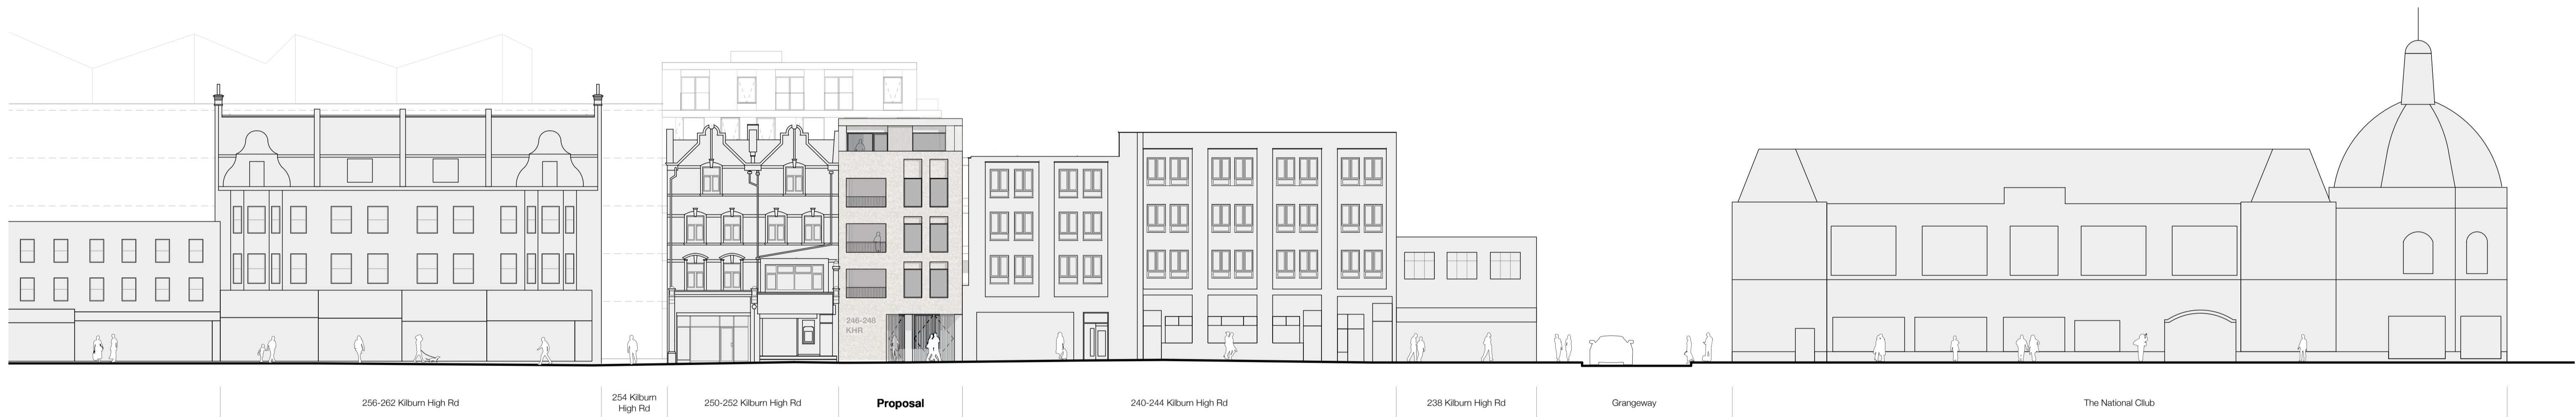 246-248
KHR
256-262 Kilburn High Rd
254 Kilburn
High Rd
250-252 Kilburn High Rd
Proposal
240-244 Kilburn High Rd
238 Kilburn High Rd
Grangeway
The National Cllub